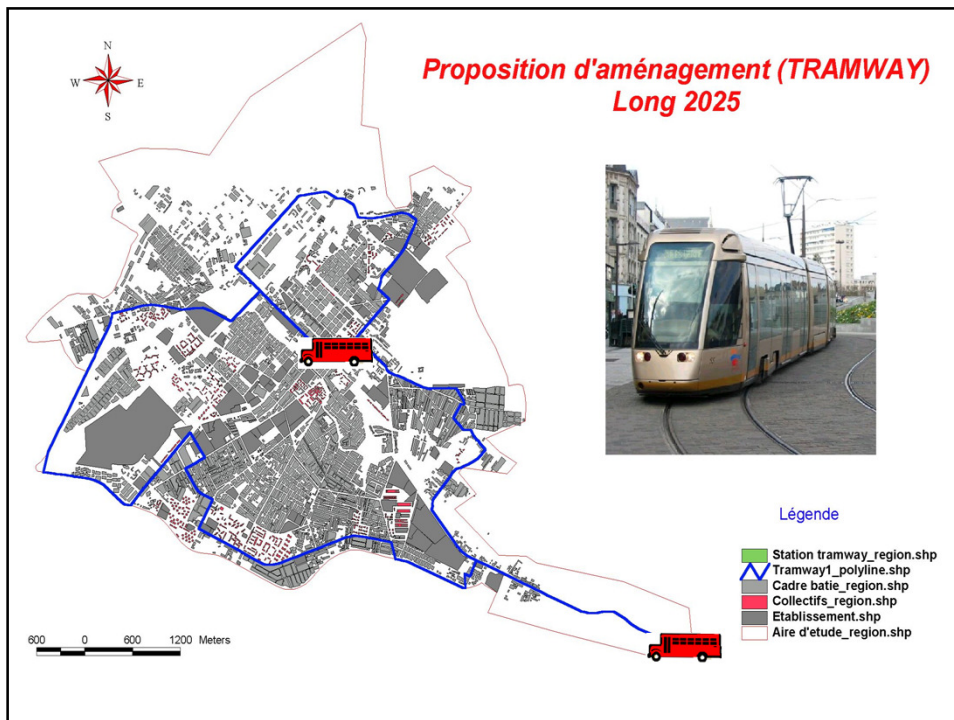 Proposition d'aménagement (TRAMWAY)
Long 2025
N
W E
S
Légende
Station tramway_region.shp
Tramway1_polyline.shp
Cadre batie_region.shp
Collectifs_region.shp
Etablissement.shp
Aire d'etude_region.shp
600 0 600 1200 Meters